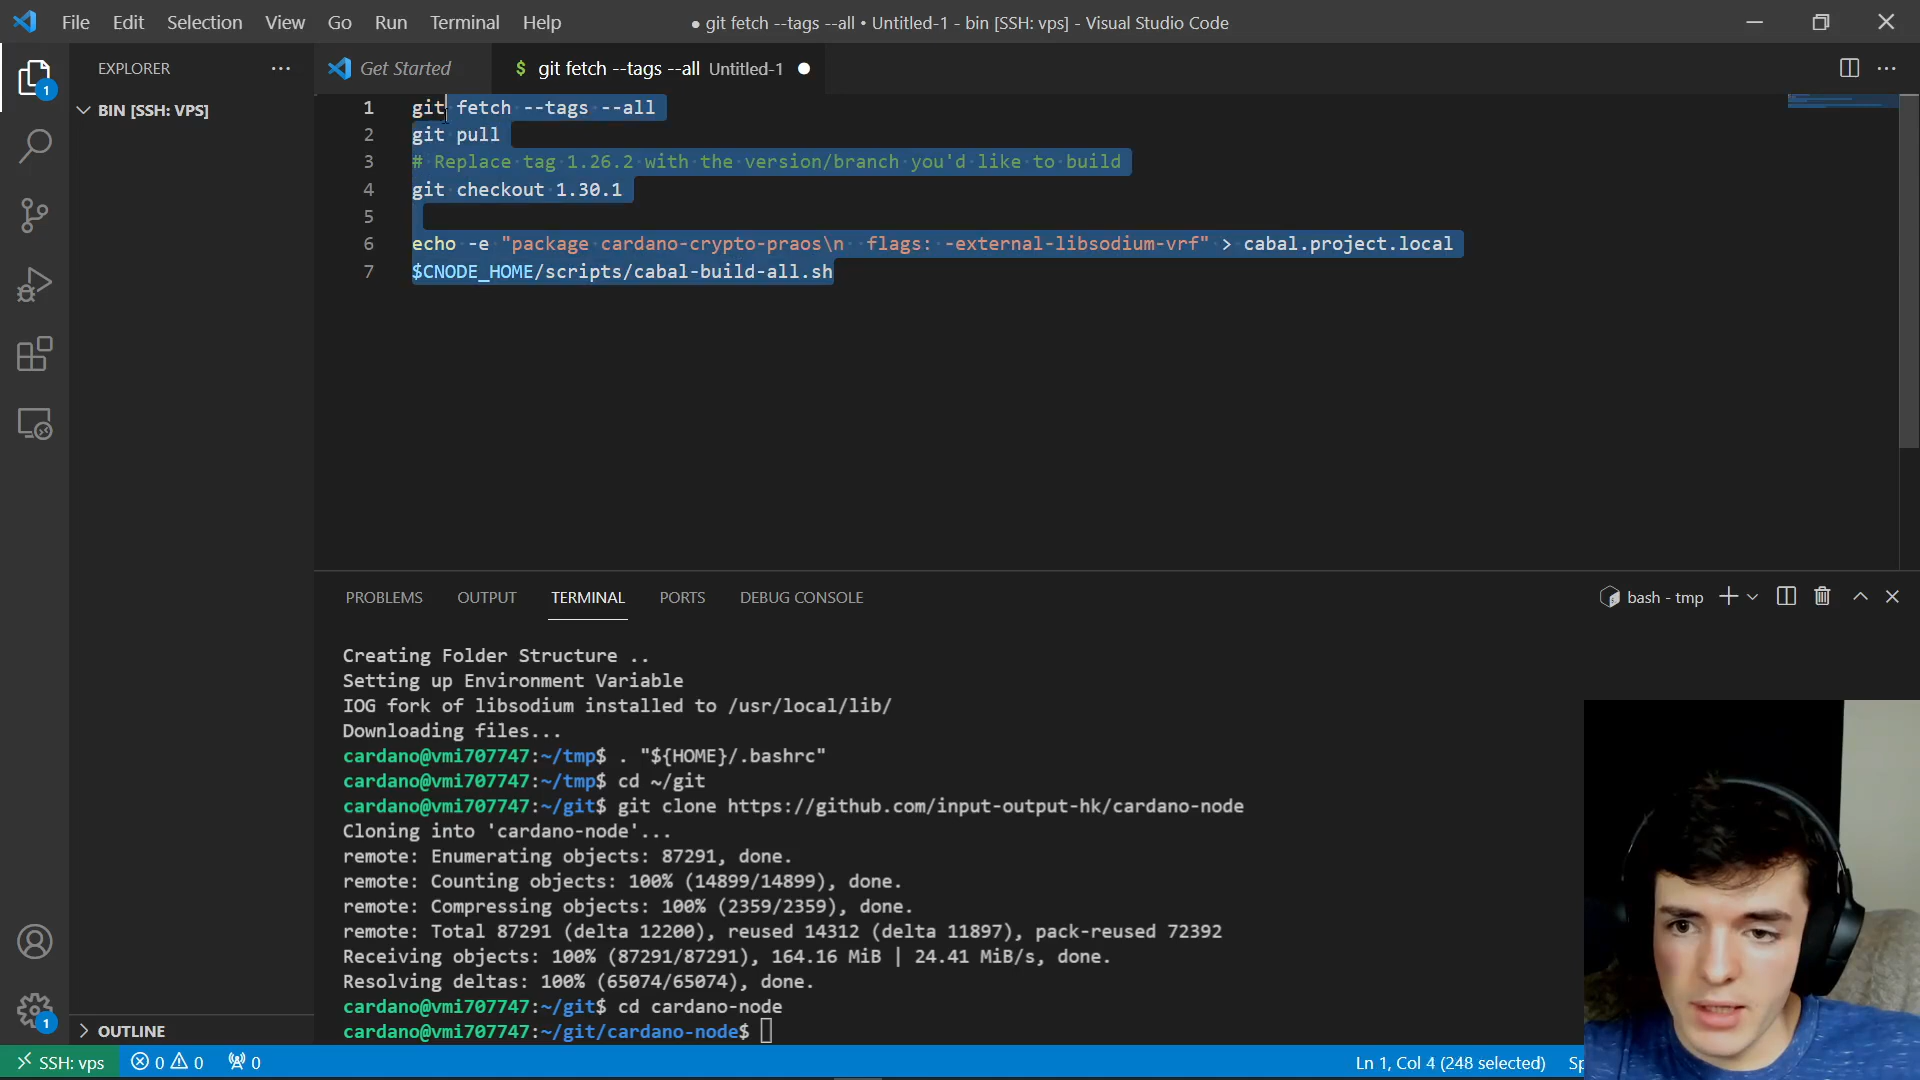 File Edit Selection View Go Run Terminal Help
● git fetch --tags --all • Untitled-1 - bin [SSH: vps] - Visual Studio Code
EXPLORER
Get Started
$ git fetch --tags --all Untitled-1 ●
1
BIN [SSH: VPS]
1 git fetch --tags --all
2 git pull
3 # Replace tag 1.26.2 with the version/branch you'd like to build
4 git checkout 1.30.1
5
6 echo -e "package cardano-crypto-praos\n  flags: -external-libsodium-vrf" > cabal.project.local
7 $CNODE_HOME/scripts/cabal-build-all.sh
PROBLEMS OUTPUT TERMINAL PORTS DEBUG CONSOLE
bash - tmp
Creating Folder Structure ..
Setting up Environment Variable
IOG fork of libsodium installed to /usr/local/lib/
Downloading files...
cardano@vmi707747:~/tmp$ . "${HOME}/.bashrc"
cardano@vmi707747:~/tmp$ cd ~/git
cardano@vmi707747:~/git$ git clone https://github.com/input-output-hk/cardano-node
Cloning into 'cardano-node'...
remote: Enumerating objects: 87291, done.
remote: Counting objects: 100% (14899/14899), done.
remote: Compressing objects: 100% (2359/2359), done.
remote: Total 87291 (delta 12200), reused 14312 (delta 11897), pack-reused 72392
Receiving objects: 100% (87291/87291), 164.16 MiB | 24.41 MiB/s, done.
Resolving deltas: 100% (65074/65074), done.
cardano@vmi707747:~/git$ cd cardano-node
cardano@vmi707747:~/git/cardano-node$
1
OUTLINE
SSH: vps
0 0
0
Ln 1, Col 4 (248 selected)